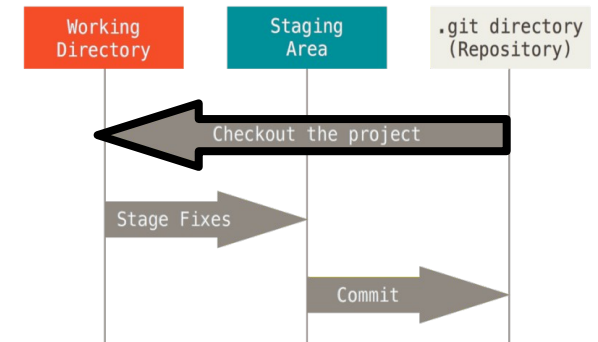 Working
Directory
Staging
Area
.git directory
(Repository)
Checkout the project
Stage Fixes
Commit